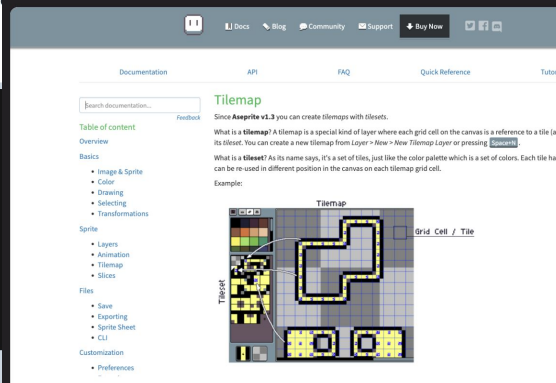 Docs
Blog
Community
Support
Buy Now
Documentation
API
FAQ
Quick Reference
Search documentation...
Feedback
Table of content
Overview
Basics
Image & Sprite
Color
Drawing
Selecting
Transformations
Sprite
Layers
Animation
Tilemap
Slices
Files
Save
Exporting
Sprite Sheet
CLI
Customization
Preferences
Tilemap
Since Aseprite v1.3 you can create tilemaps with tilesets.
What is a tilemap? A tilemap is a special kind of layer where each grid cell on the canvas is a reference to a tile (a
its tileset. You can create a new tilemap from Layer > New > New Tilemap Layer or pressing Space+N .
What is a tileset? As its name says, it's a set of tiles, just like the color palette which is a set of colors. Each tile ha
can be re-used in different position in the canvas on each tilemap grid cell.
Example:
Tilemap
Grid Cell / Tile
Tileset